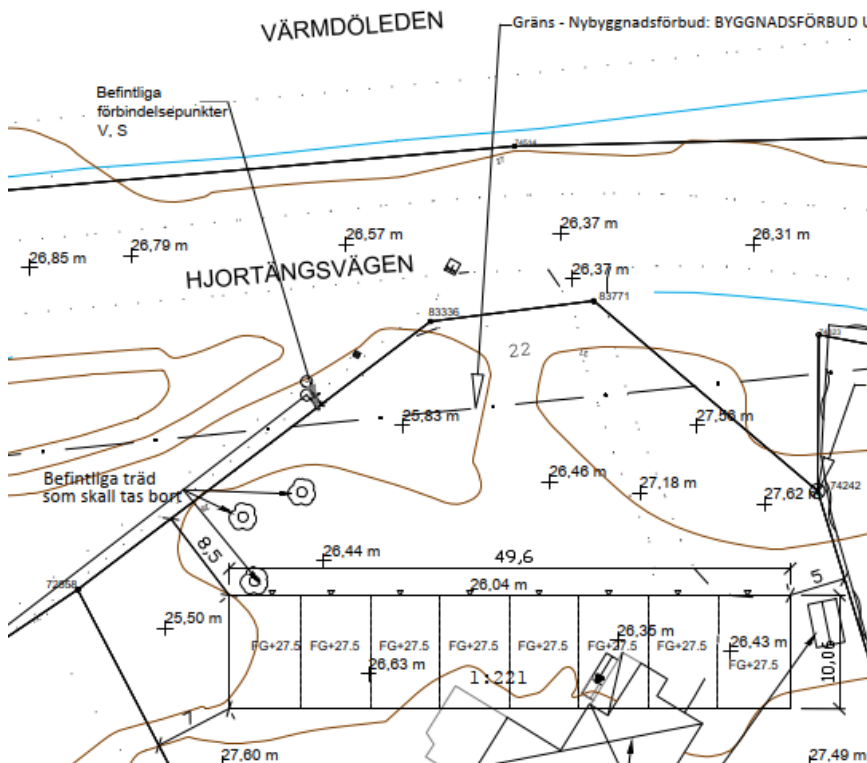 VÄRMDÖLEDEN
Gräns - Nybyggnadsförbud: BYGGNADSFÖRBUD U
Befintliga
förbindelsepunkter
V, S
74514
26,85 m
26,79 m
26,57 m
26,37 m
26,31 m
HJORTÄNGSVÄGEN
26,37 m
83771
83336
22
25,83 m
27,58 m
Befintliga träd
som skall tas bort
26,46 m
27,18 m
27,62 m
74242
8,5
26,44 m
49,6
5
26,04 m
25,50 m
FG+27.5
FG+27.5
FG+27.5
FG+27.5
FG+27.5
FG+27.5
FG+27.5
FG+27.5
26,35 m
26,43 m
26,63 m
1:221
10,06
7
27,60 m
27,49 m